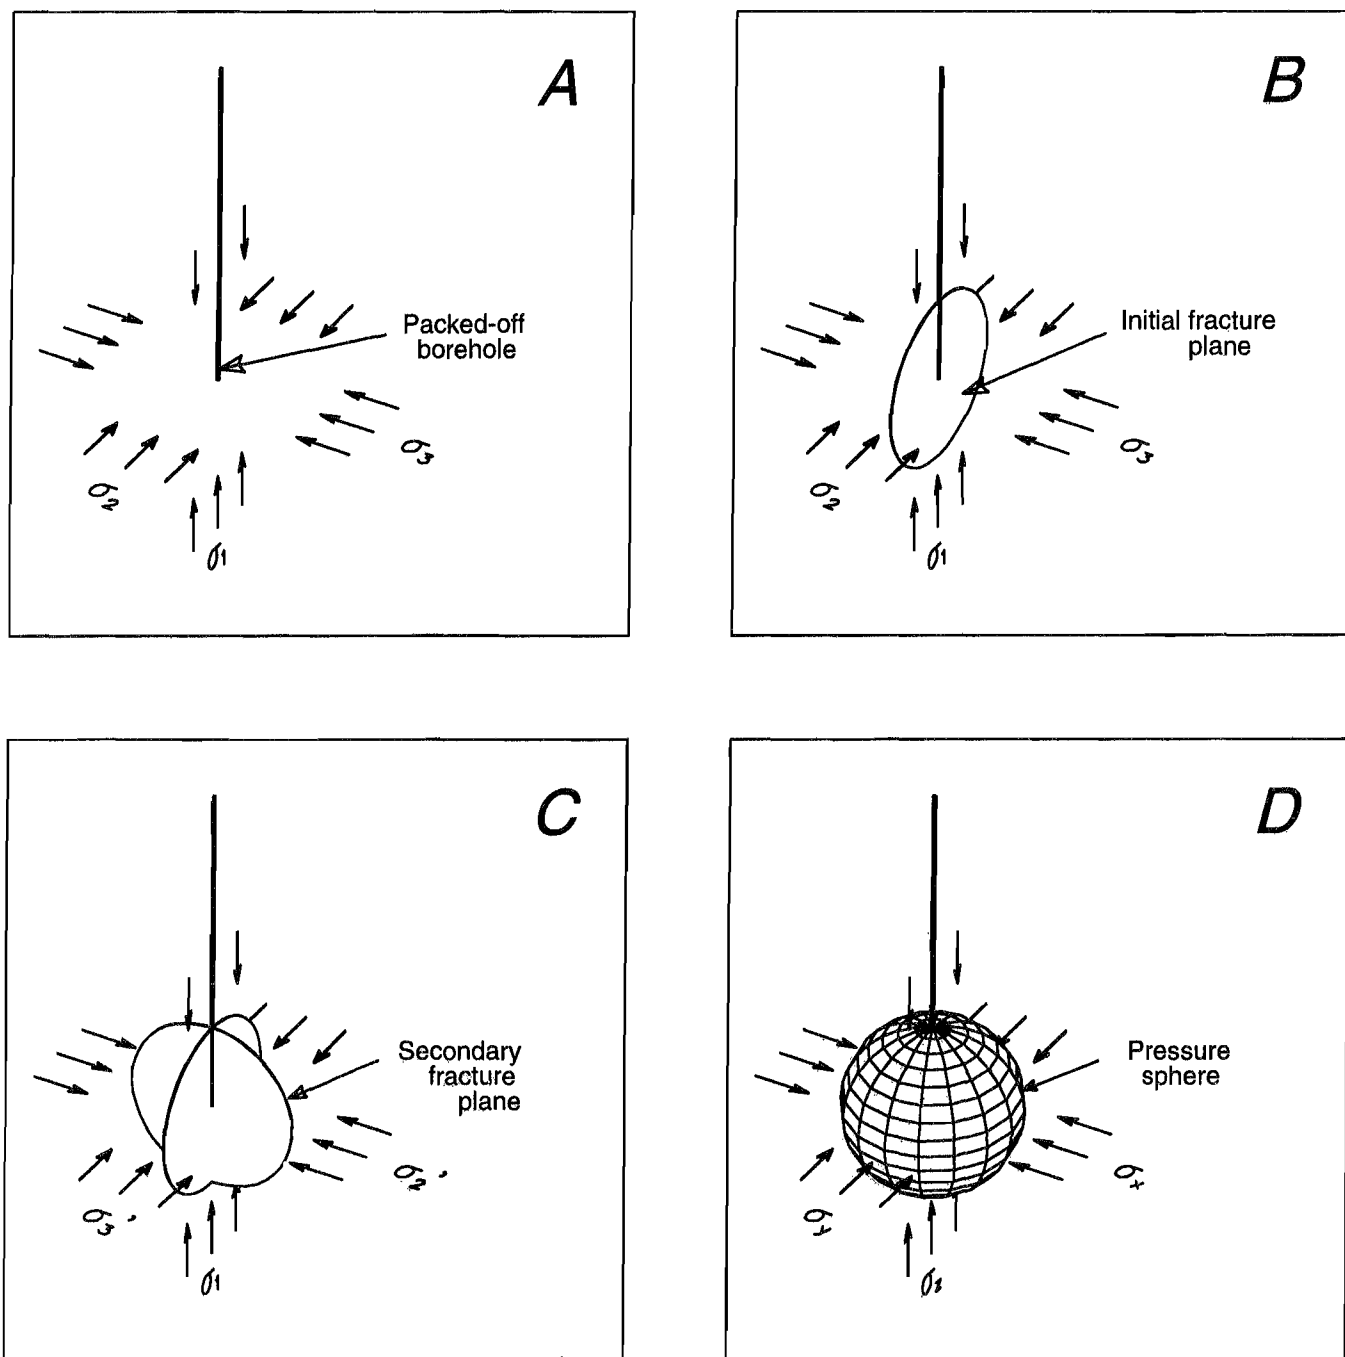 A
Packed-off
borehole
σ3
σ2
σ1
B
Initial fracture
plane
σ3
σ2
σ1
C
Secondary
fracture
plane
σ2'
σ3'
σ1
D
Pressure
sphere
σx
σy
σz